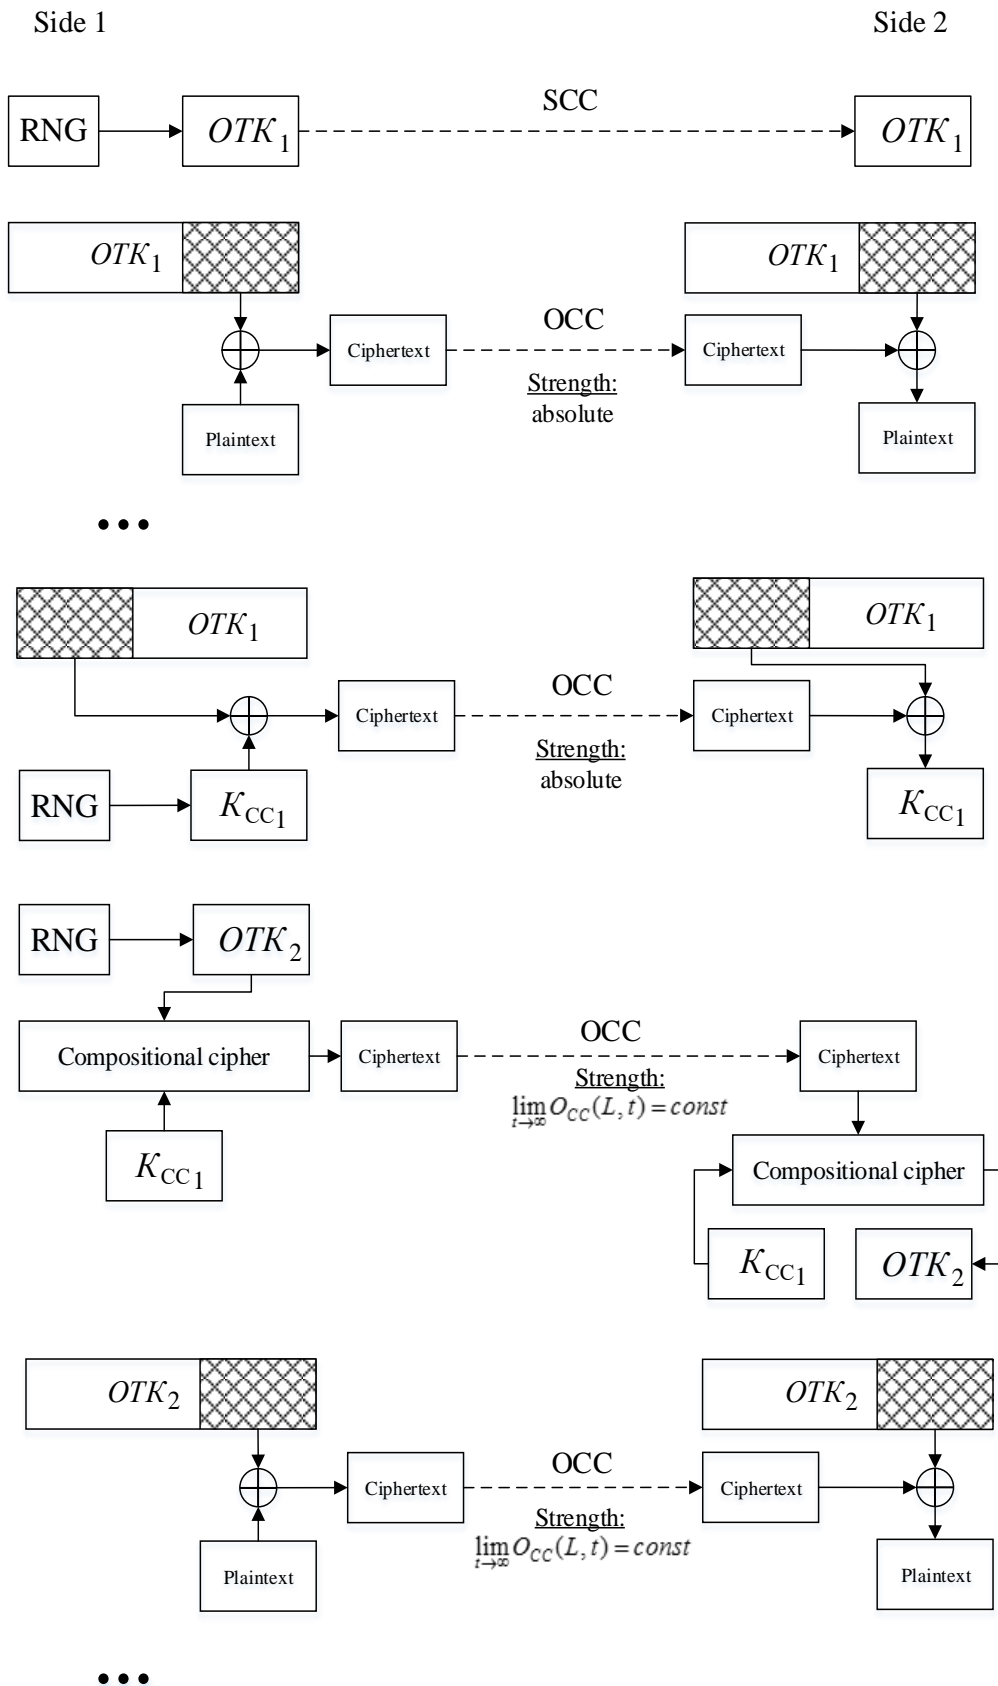 Side 1 Side 2
SCC
RNG OTK1 OTK1
OTK1 OTK1
OCC
Ciphertext Ciphertext
Strength:
absolute
Plaintext Plaintext
•••
OTK1 OTK1
OCC
Ciphertext Ciphertext
Strength:
absolute
RNG KCC1 KCC1
RNG OTK2
OCC
Compositional cipher Ciphertext Ciphertext
Strength:
lim t→∞ OCC(L, t) = const
KCC1 Compositional cipher
KCC1 OTK2
OTK2 OTK2
OCC
Ciphertext Ciphertext
Strength:
lim t→∞ OCC(L, t) = const
Plaintext Plaintext
•••